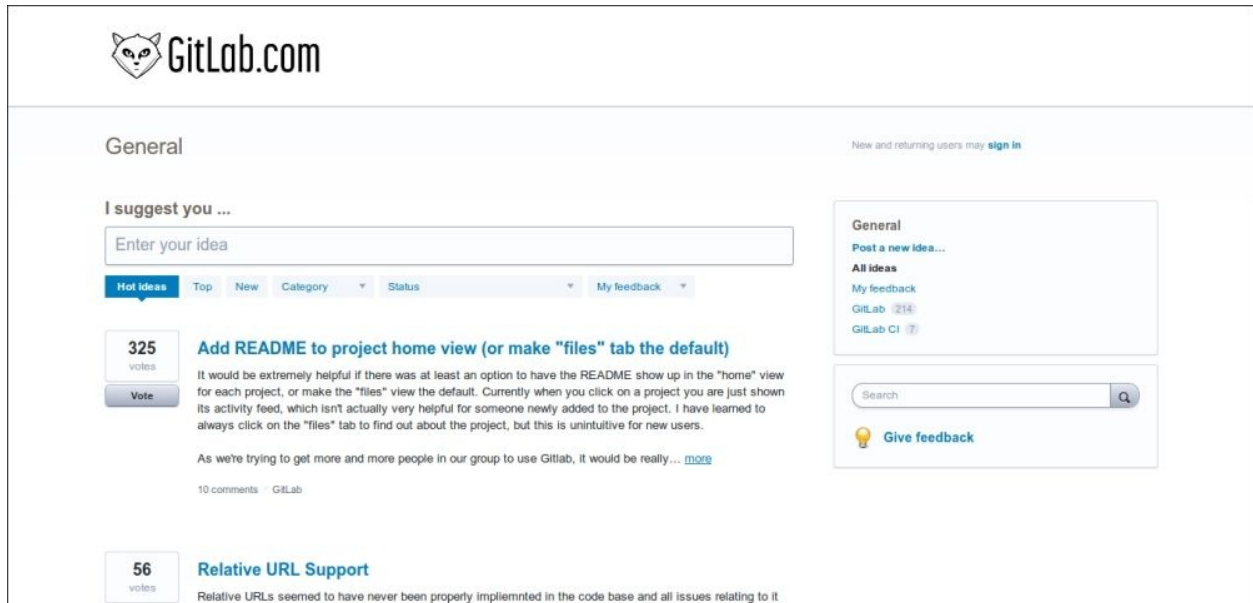 GitLab.com
General
New and returning users may sign in
I suggest you ...
Enter your idea
Hot ideas Top New Category Status My feedback
325
votes
Vote
Add README to project home view (or make "files" tab the default)
It would be extremely helpful if there was at least an option to have the README show up in the "home" view
for each project, or make the "files" view the default. Currently when you click on a project you are just shown
its activity feed, which isn't actually very helpful for someone newly added to the project. I have learned to
always click on the "files" tab to find out about the project, but this is unintuitive for new users.
As we're trying to get more and more people in our group to use Gitlab, it would be really… more
10 comments · GitLab
56
votes
Relative URL Support
Relative URLs seemed to have never been properly impliemnted in the code base and all issues relating to it
General
Post a new idea…
All ideas
My feedback
GitLab 214
GitLab CI 7
Search
Give feedback